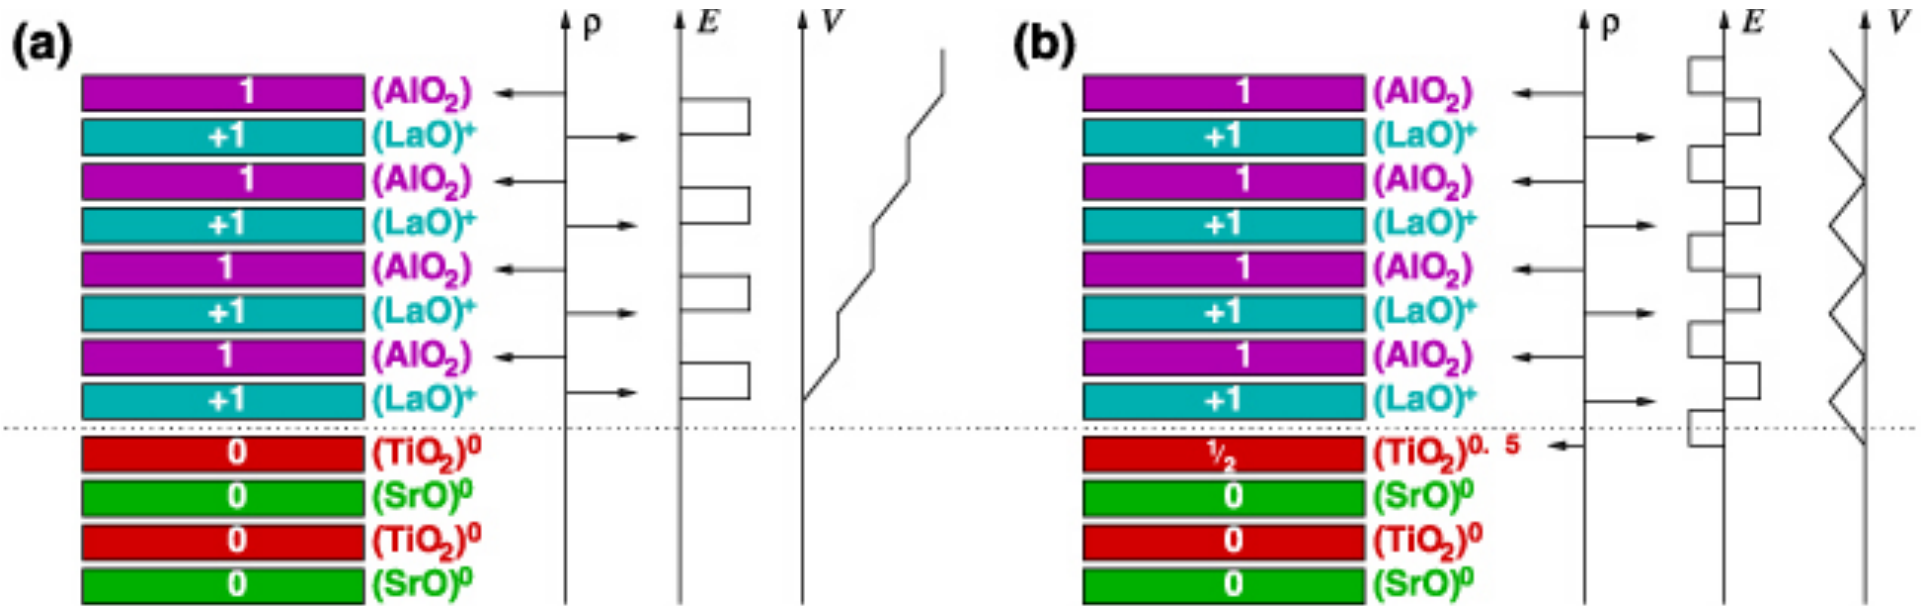 (a) ρ E V
1 (AlO₂)
+1 (LaO)⁺
1 (AlO₂)
+1 (LaO)⁺
1 (AlO₂)
+1 (LaO)⁺
1 (AlO₂)
+1 (LaO)⁺
0 (TiO₂)⁰
0 (SrO)⁰
0 (TiO₂)⁰
0 (SrO)⁰
(b) ρ E V
1 (AlO₂)
+1 (LaO)⁺
1 (AlO₂)
+1 (LaO)⁺
1 (AlO₂)
+1 (LaO)⁺
1 (AlO₂)
+1 (LaO)⁺
½ (TiO₂)⁰· ⁵
0 (SrO)⁰
0 (TiO₂)⁰
0 (SrO)⁰